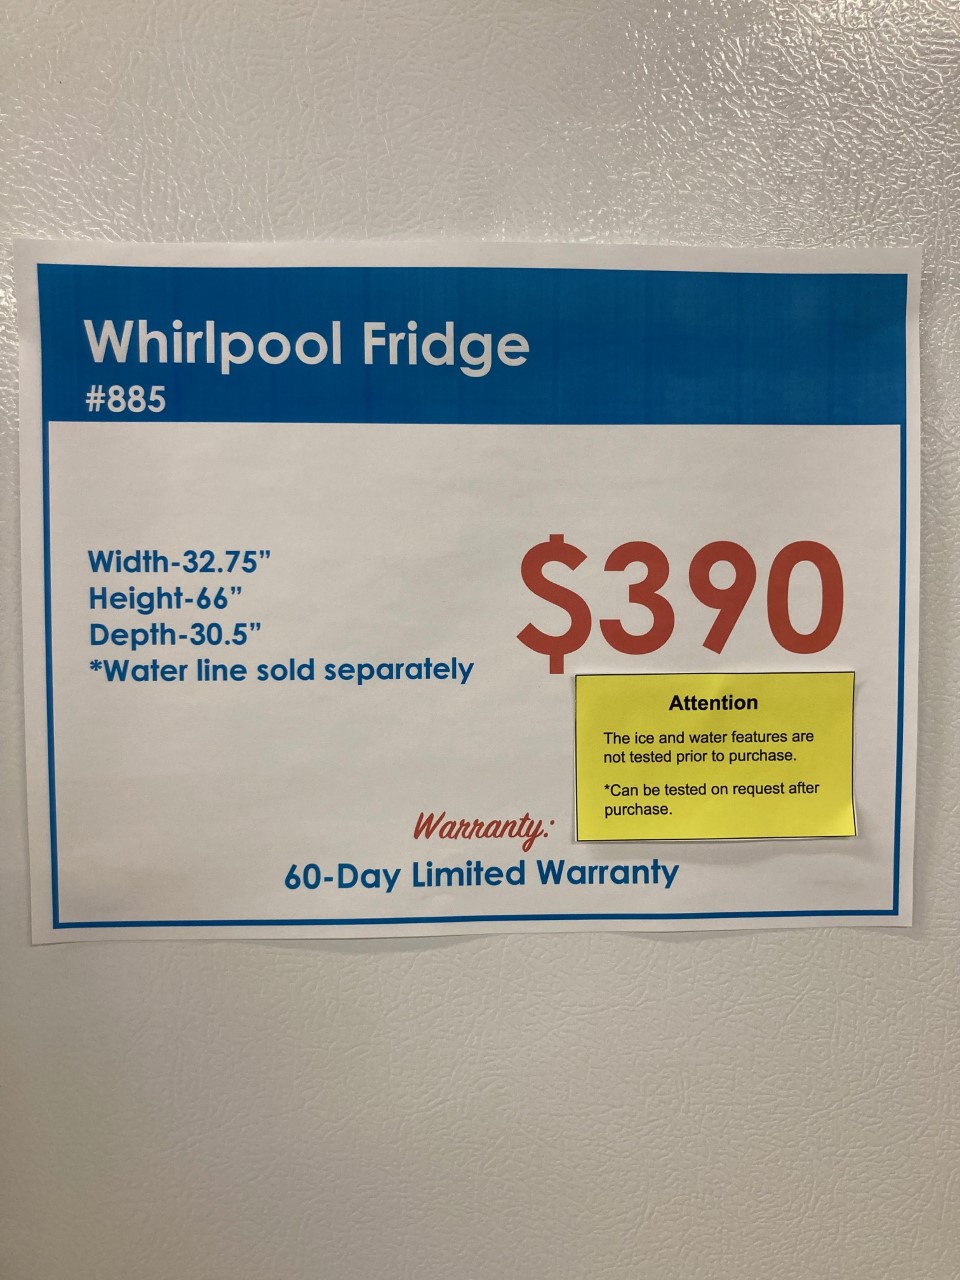 Whirlpool Fridge
#885
Width-32.75”
Height-66”
Depth-30.5”
*Water line sold separately
$390
Attention
The ice and water features are
not tested prior to purchase.
*Can be tested on request after
purchase.
Warranty:
60-Day Limited Warranty